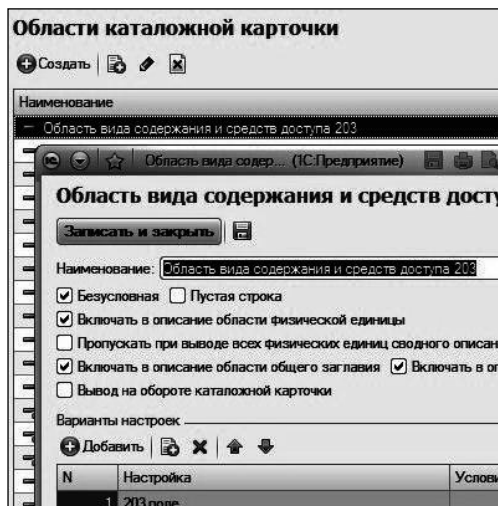 Области каталожной карточки
Создать
Наименование
Область вида содержания и средств доступа 203
Область вида содер... (1С:Предприятие)
Область вида содержания и средств досту
Записать и закрыть
Наименование: Область вида содержания и средств доступа 203
Безусловная Пустая строка
Включать в описание области физической единицы
Пропускать при выводе всех физических единиц сводного описан
Включать в описание области общего заглавия Включать в оп
Вывод на обороте каталожной карточки
Варианты настроек
Добавить
N Настройка Услови
1 203 поле